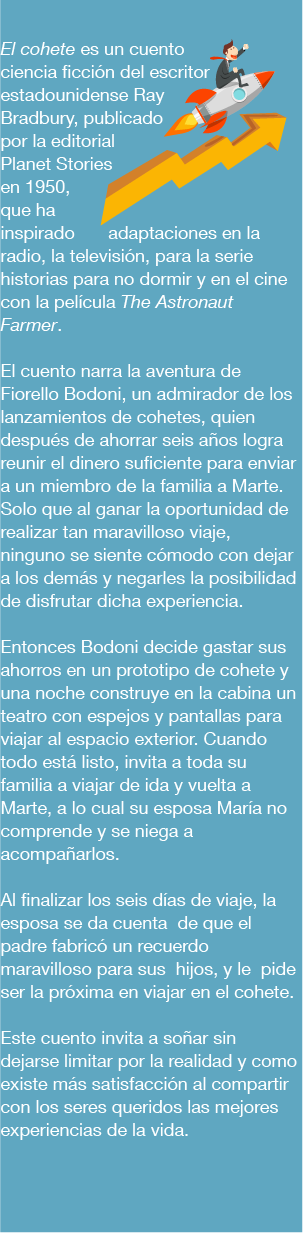 El cohete es un cuento
ciencia ficción del escritor
estadounidense Ray
Bradbury, publicado
por la editorial
Planet Stories
en 1950,
que ha
inspirado adaptaciones en la
radio, la televisión, para la serie
historias para no dormir y en el cine
con la película The Astronaut
Farmer.
El cuento narra la aventura de
Fiorello Bodoni, un admirador de los
lanzamientos de cohetes, quien
después de ahorrar seis años logra
reunir el dinero suficiente para enviar
a un miembro de la familia a Marte.
Solo que al ganar la oportunidad de
realizar tan maravilloso viaje,
ninguno se siente cómodo con dejar
a los demás y negarles la posibilidad
de disfrutar dicha experiencia.
Entonces Bodoni decide gastar sus
ahorros en un prototipo de cohete y
una noche construye en la cabina un
teatro con espejos y pantallas para
viajar al espacio exterior. Cuando
todo está listo, invita a toda su
familia a viajar de ida y vuelta a
Marte, a lo cual su esposa María no
comprende y se niega a
acompañarlos.
Al finalizar los seis días de viaje, la
esposa se da cuenta de que el
padre fabricó un recuerdo
maravilloso para sus hijos, y le pide
ser la próxima en viajar en el cohete.
Este cuento invita a soñar sin
dejarse limitar por la realidad y como
existe más satisfacción al compartir
con los seres queridos las mejores
experiencias de la vida.